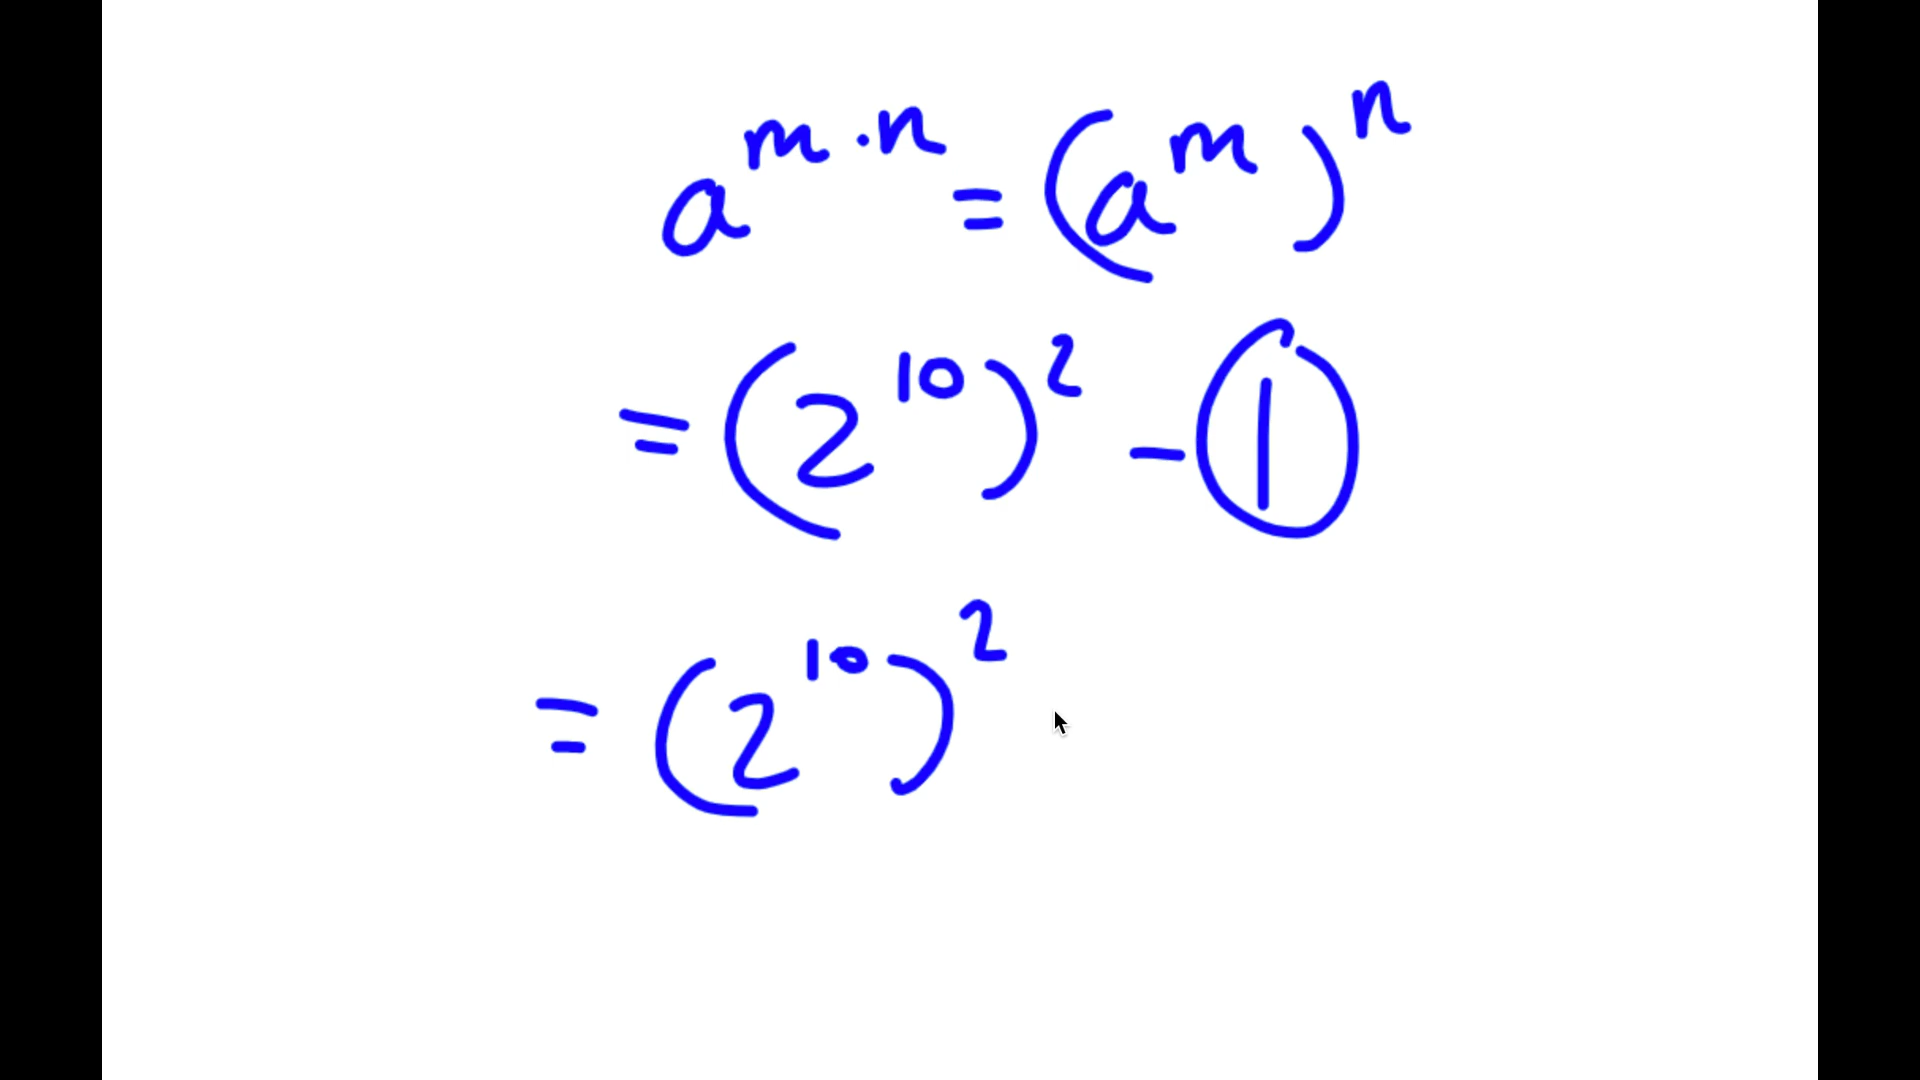 a^{m·n} = (a^m)^n
= (2^{10})^2 - 1
= (2^{10})^2